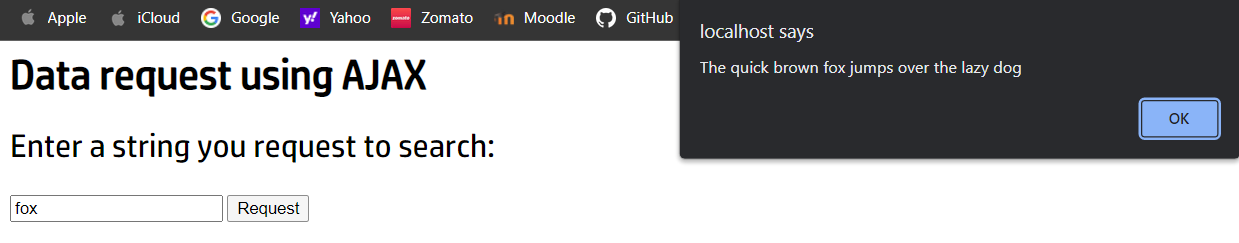 Apple iCloud Google Yahoo Zomato Moodle GitHub
localhost says
The quick brown fox jumps over the lazy dog
OK
Data request using AJAX
Enter a string you request to search:
fox Request